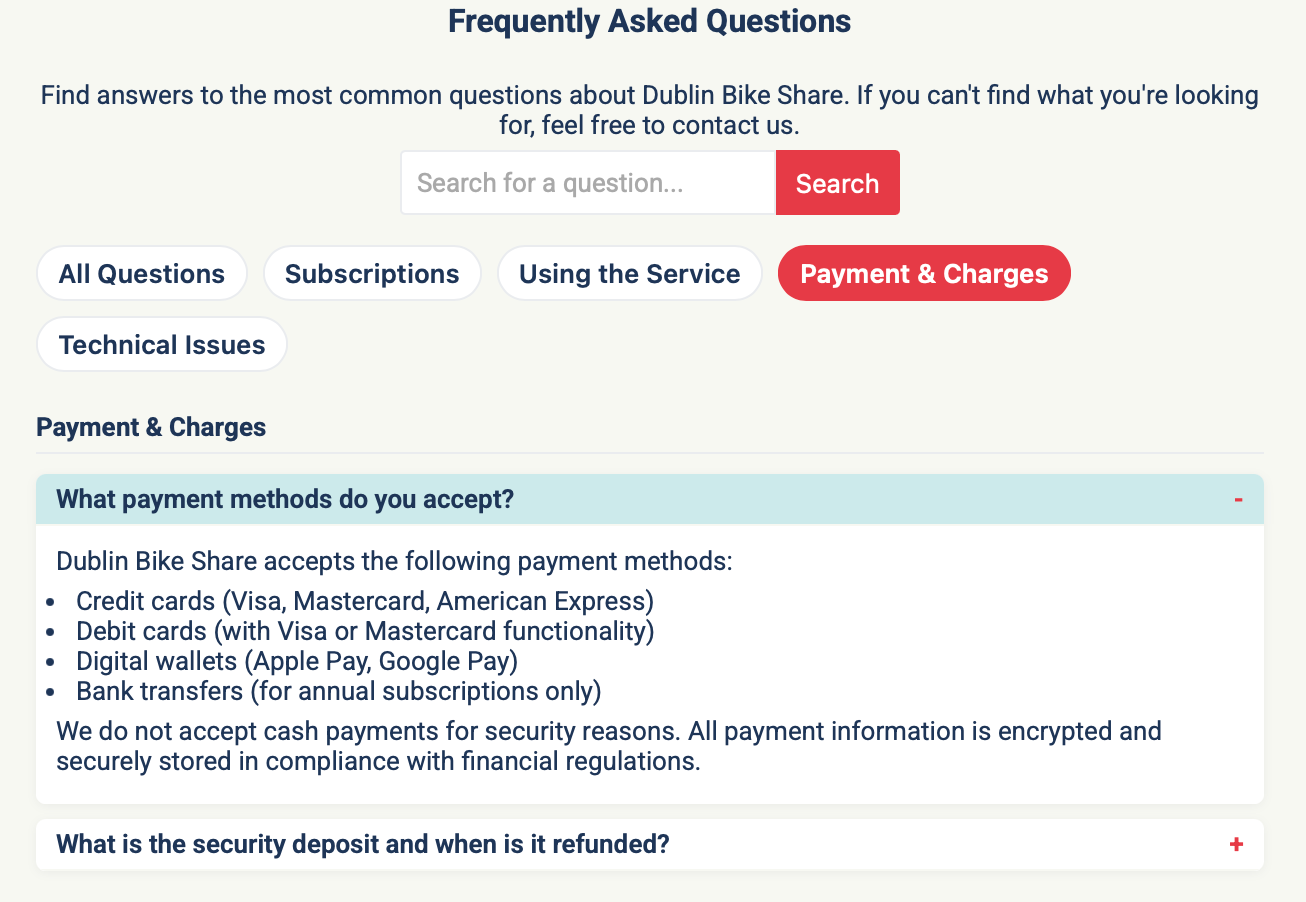 Frequently Asked Questions
Find answers to the most common questions about Dublin Bike Share. If you can't find what you're looking
for, feel free to contact us.
Search for a question...
Search
All Questions
Subscriptions
Using the Service
Payment & Charges
Technical Issues
Payment & Charges
What payment methods do you accept?
-
Dublin Bike Share accepts the following payment methods:
• Credit cards (Visa, Mastercard, American Express)
• Debit cards (with Visa or Mastercard functionality)
• Digital wallets (Apple Pay, Google Pay)
• Bank transfers (for annual subscriptions only)
We do not accept cash payments for security reasons. All payment information is encrypted and
securely stored in compliance with financial regulations.
What is the security deposit and when is it refunded?
+